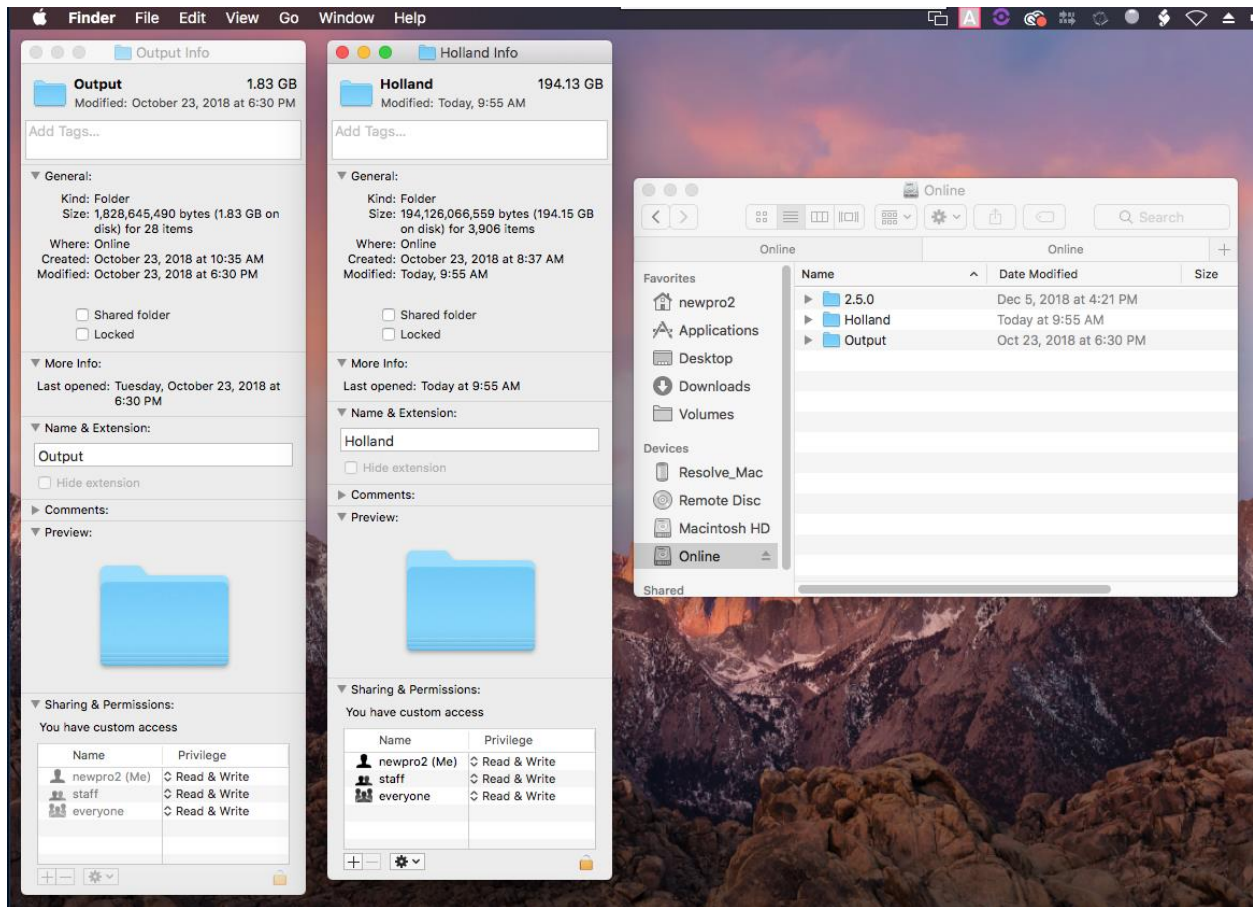 Finder File Edit View Go Window Help
Output Info
Output 1.83 GB
Modified: October 23, 2018 at 6:30 PM
Add Tags...
General:
Kind: Folder
Size: 1,828,645,490 bytes (1.83 GB on
disk) for 28 items
Where: Online
Created: October 23, 2018 at 10:35 AM
Modified: October 23, 2018 at 6:30 PM
Shared folder
Locked
More Info:
Last opened: Tuesday, October 23, 2018 at
6:30 PM
Name & Extension:
Output
Hide extension
Comments:
Preview:
Sharing & Permissions:
You have custom access
Name Privilege
newpro2 (Me) Read & Write
staff Read & Write
everyone Read & Write
Holland Info
Holland 194.13 GB
Modified: Today, 9:55 AM
Add Tags...
General:
Kind: Folder
Size: 194,126,066,559 bytes (194.15 GB
on disk) for 3,906 items
Where: Online
Created: October 23, 2018 at 8:37 AM
Modified: Today, 9:55 AM
Shared folder
Locked
More Info:
Last opened: Today at 9:55 AM
Name & Extension:
Holland
Hide extension
Comments:
Preview:
Sharing & Permissions:
You have custom access
Name Privilege
newpro2 (Me) Read & Write
staff Read & Write
everyone Read & Write
Online
Search
Online Online
Favorites
newpro2
Applications
Desktop
Downloads
Volumes
Devices
Resolve_Mac
Remote Disc
Macintosh HD
Online
Shared
Name Date Modified Size
2.5.0 Dec 5, 2018 at 4:21 PM
Holland Today at 9:55 AM
Output Oct 23, 2018 at 6:30 PM